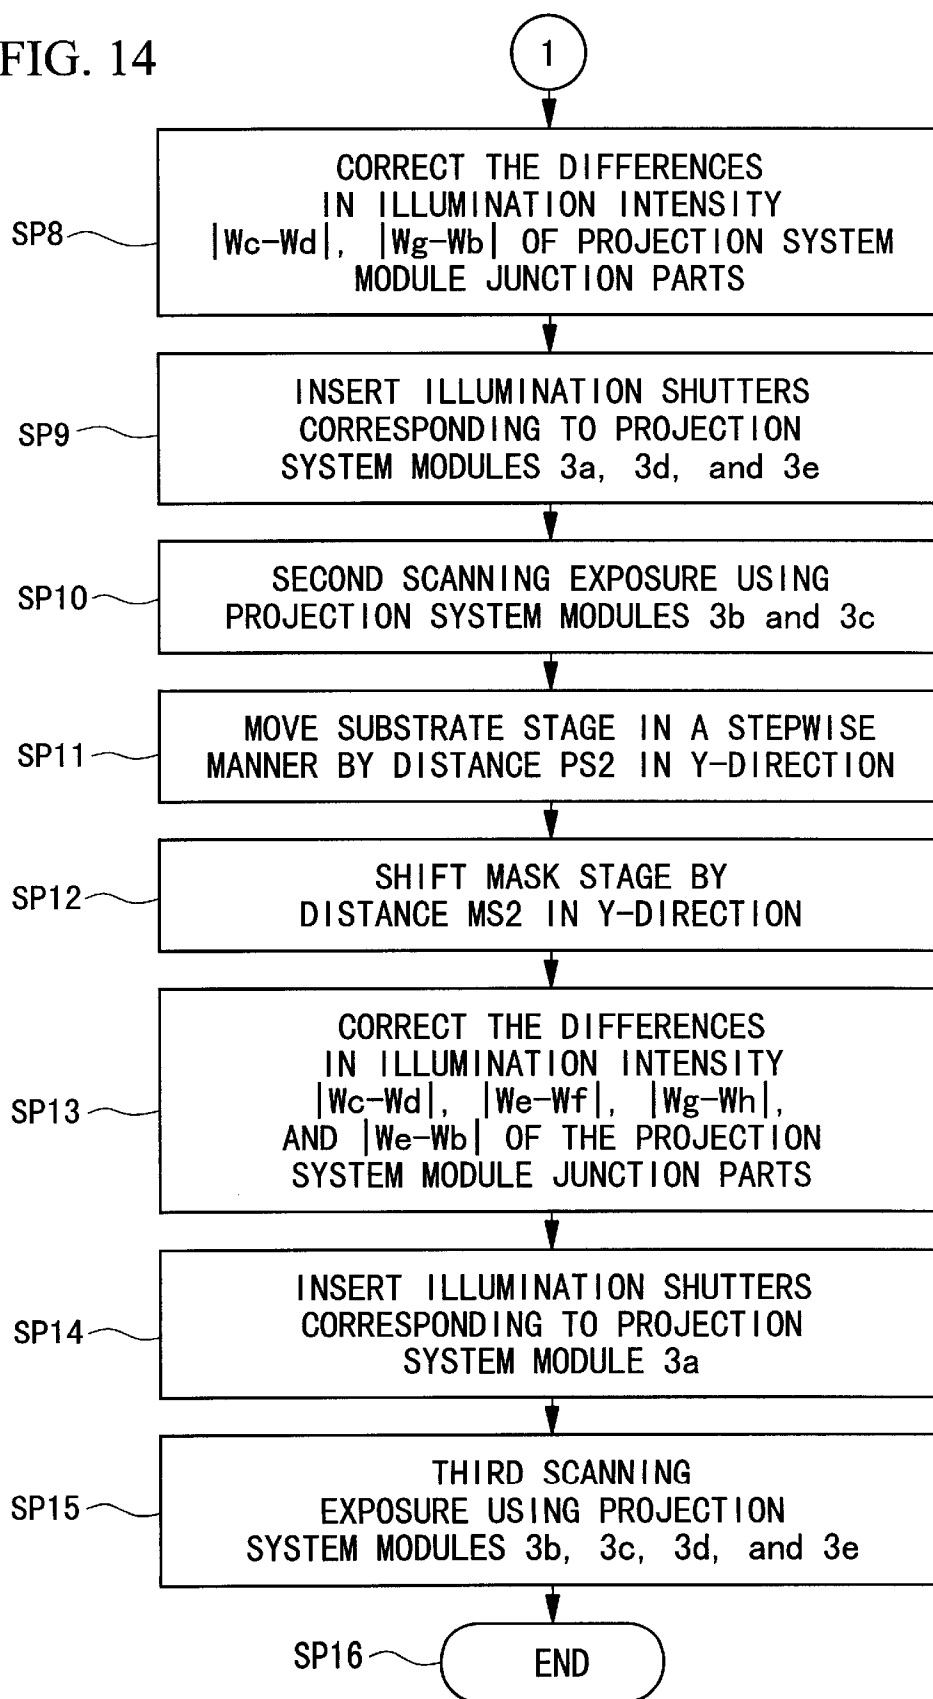 FIG. 14
1
CORRECT THE DIFFERENCES
IN ILLUMINATION INTENSITY
|Wc-Wd|, |Wg-Wb| OF PROJECTION SYSTEM
MODULE JUNCTION PARTS
SP8
INSERT ILLUMINATION SHUTTERS
CORRESPONDING TO PROJECTION
SYSTEM MODULES 3a, 3d, and 3e
SP9
SECOND SCANNING EXPOSURE USING
PROJECTION SYSTEM MODULES 3b and 3c
SP10
MOVE SUBSTRATE STAGE IN A STEPWISE
MANNER BY DISTANCE PS2 IN Y-DIRECTION
SP11
SHIFT MASK STAGE BY
DISTANCE MS2 IN Y-DIRECTION
SP12
CORRECT THE DIFFERENCES
IN ILLUMINATION INTENSITY
|Wc-Wd|, |We-Wf|, |Wg-Wh|,
AND |We-Wb| OF THE PROJECTION
SYSTEM MODULE JUNCTION PARTS
SP13
INSERT ILLUMINATION SHUTTERS
CORRESPONDING TO PROJECTION
SYSTEM MODULE 3a
SP14
THIRD SCANNING
EXPOSURE USING PROJECTION
SYSTEM MODULES 3b, 3c, 3d, and 3e
SP15
END
SP16